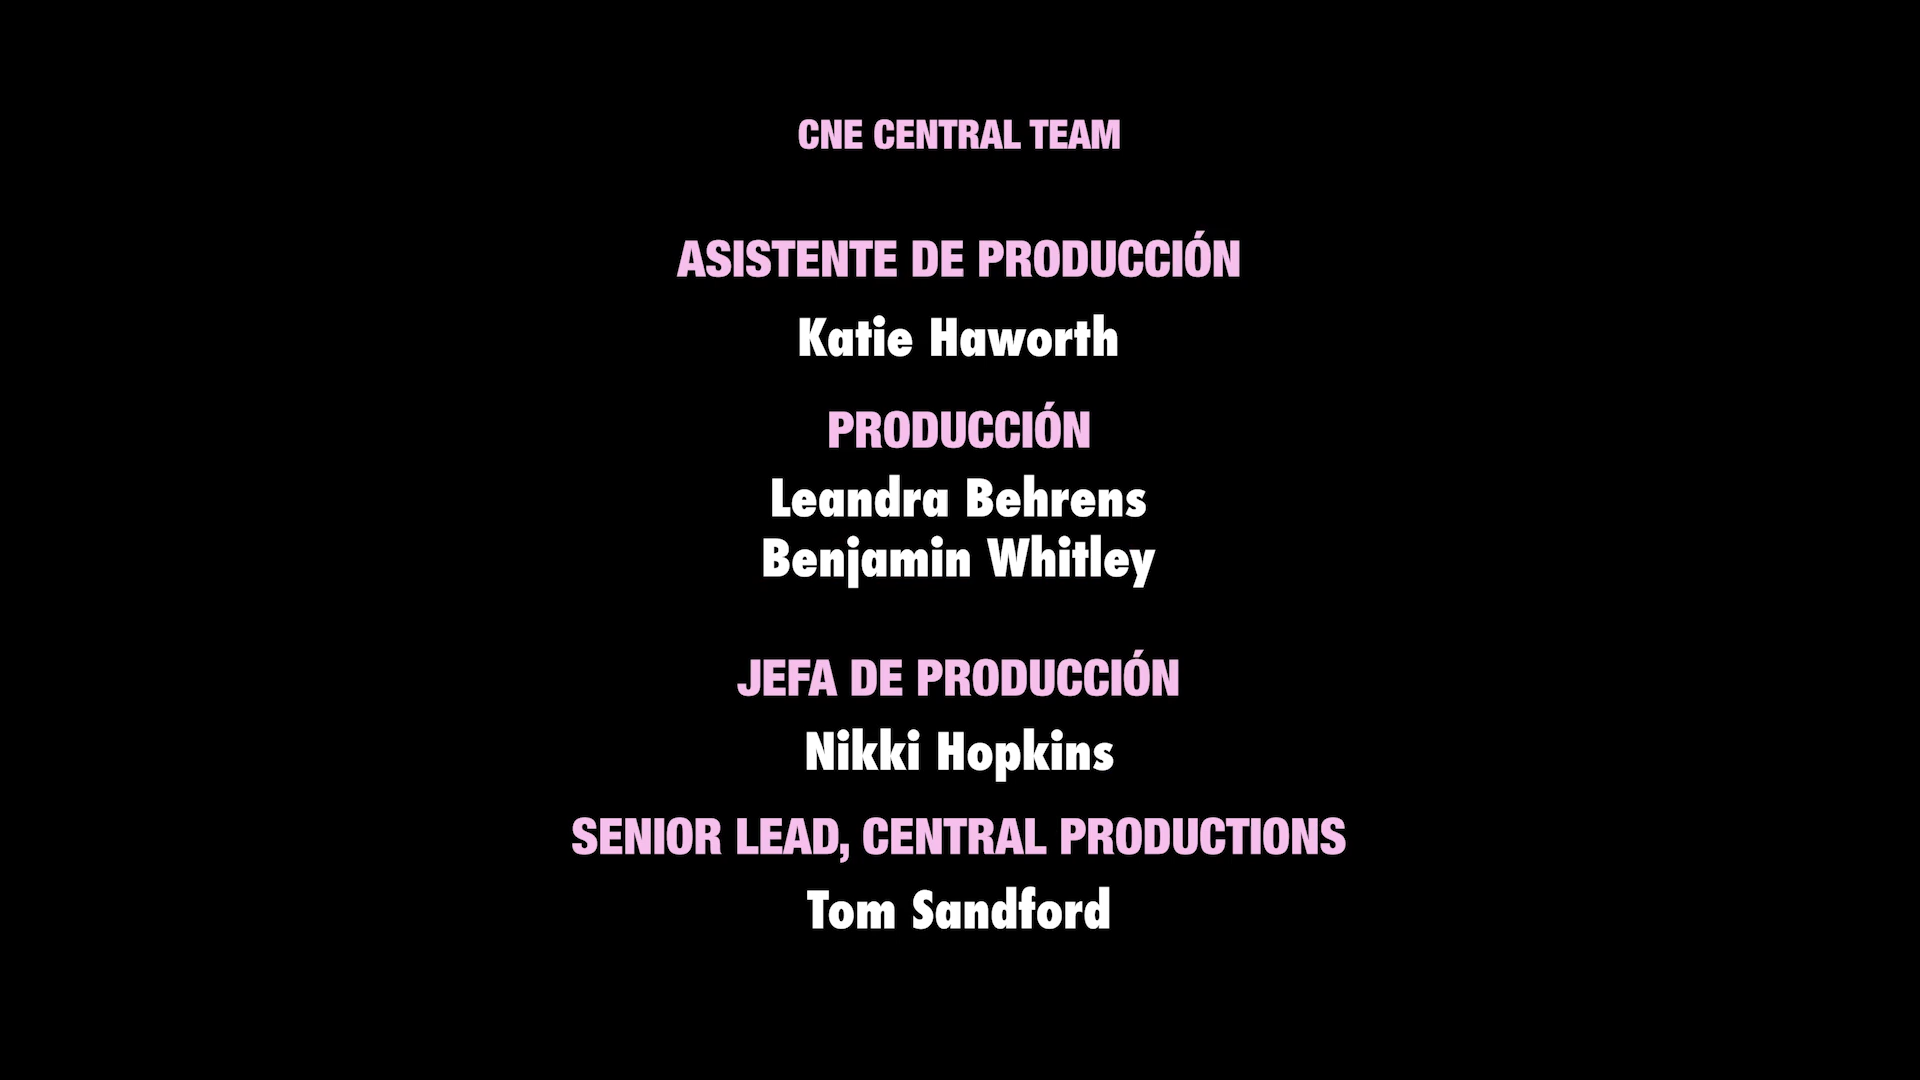 CNE CENTRAL TEAM
ASISTENTE DE PRODUCCIÓN
Katie Haworth
PRODUCCIÓN
Leandra Behrens
Benjamin Whitley
JEFA DE PRODUCCIÓN
Nikki Hopkins
SENIOR LEAD, CENTRAL PRODUCTIONS
Tom Sandford